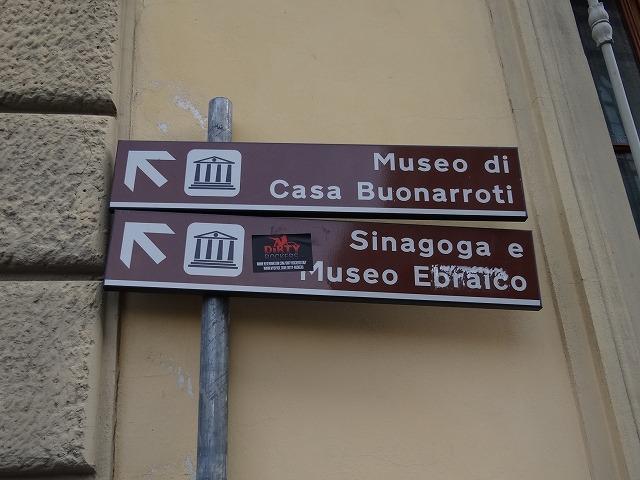 Museo di
Casa Buonarroti
Sinagoga e
Museo Ebraico
DIRTY
ROCKERS